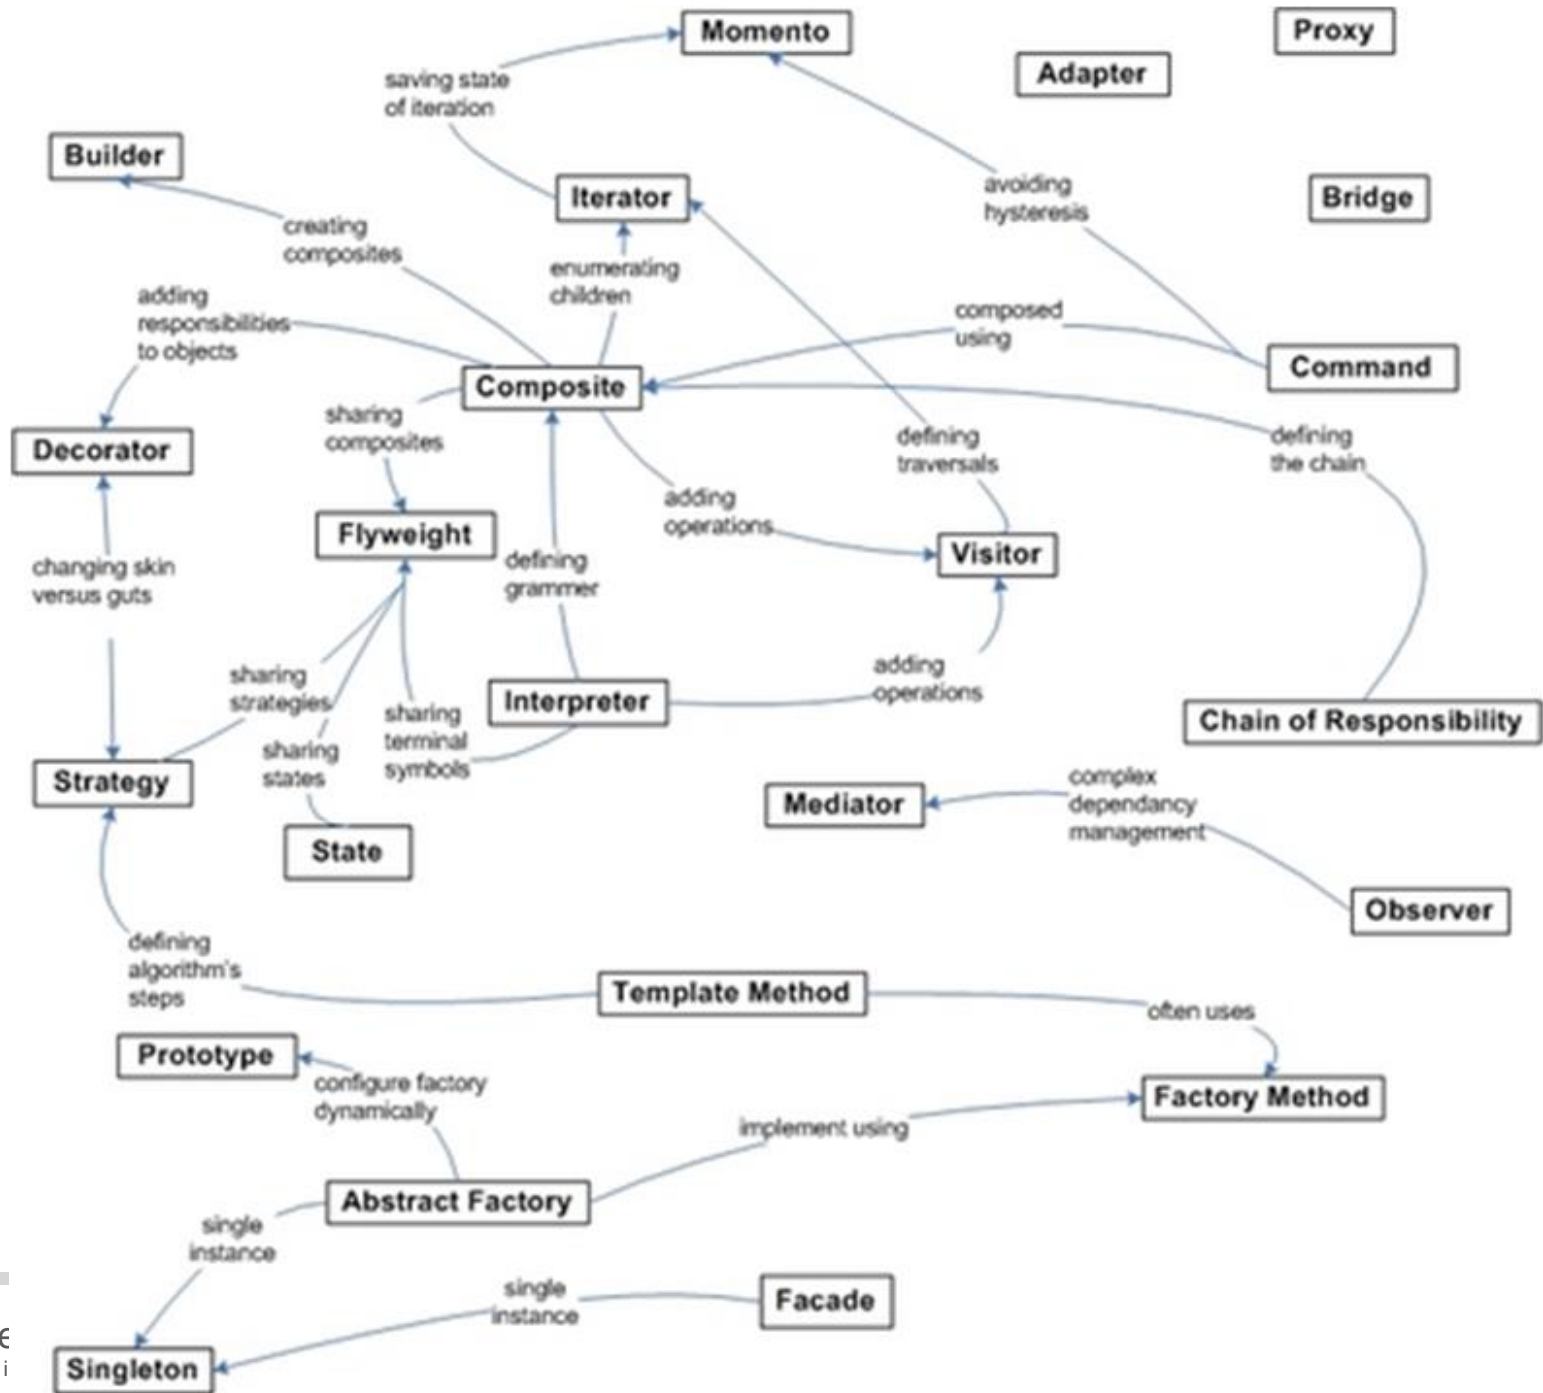 Momento
Proxy
Adapter
saving state
of iteration
Builder
Iterator
avoiding
hysteresis
Bridge
creating
composites
enumerating
children
adding
responsibilities
to objects
composed
using
Command
Composite
sharing
composites
defining
traversals
defining
the chain
Decorator
adding
operations
Flyweight
Visitor
changing skin
versus guts
defining
grammer
sharing
strategies
adding
operations
Interpreter
sharing
terminal
symbols
Chain of Responsibility
sharing
states
Strategy
Mediator
complex
dependancy
management
State
Observer
defining
algorithm's
steps
Template Method
often uses
Prototype
configure factory
dynamically
Factory Method
implement using
Abstract Factory
single
instance
single
instance
Facade
e
i
Singleton